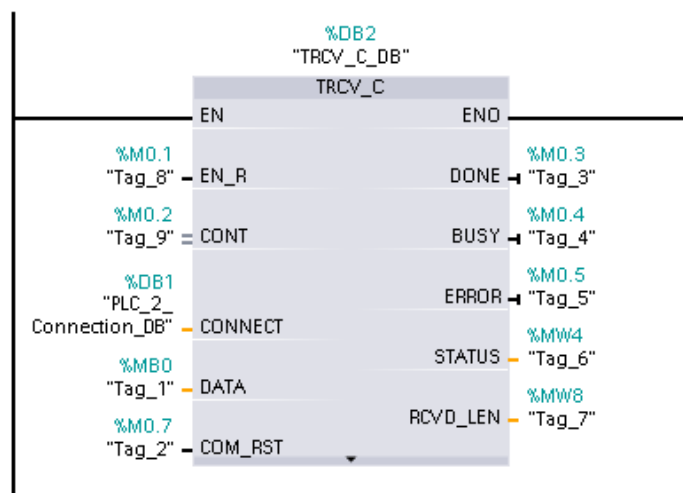 %DB2
"TRCV_C_DB"
TRCV_C
EN ENO
%M0.1 %M0.3
"Tag_8" EN_R DONE "Tag_3"
%M0.2 %M0.4
"Tag_9" CONT BUSY "Tag_4"
%DB1 %M0.5
"PLC_2_ ERROR "Tag_5"
Connection_DB" CONNECT
%MW4
STATUS "Tag_6"
%MB0
"Tag_1" DATA
%MW8
RCVD_LEN "Tag_7"
%M0.7
"Tag_2" COM_RST